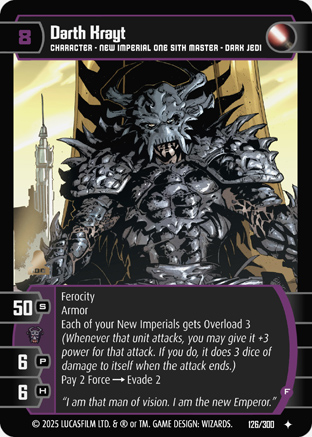 8
Darth Krayt
CHARACTER - NEW IMPERIAL ONE SITH MASTER - DARK JEDI
50 S
6 P
6 H
Ferocity
Armor
Each of your New Imperials gets Overload 3
(Whenever that unit attacks, you may give it +3
power for that attack. If you do, it does 3 dice of
damage to itself when the attack ends.)
Pay 2 Force → Evade 2
"I am that man of vision. I am the new Emperor."
F
© 2025 LUCASFILM LTD. & ® or TM. GAME DESIGN: WIZARDS.
126/300